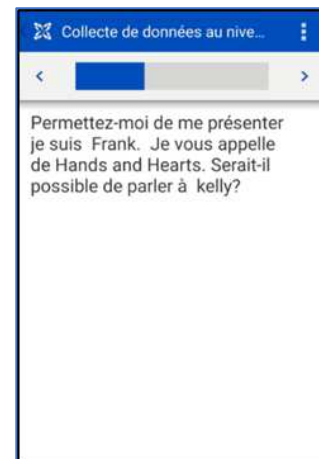 Collecte de données au nive...
Permettez-moi de me présenter
je suis  Frank.  Je vous appelle
de Hands and Hearts. Serait-il
possible de parler à  kelly?